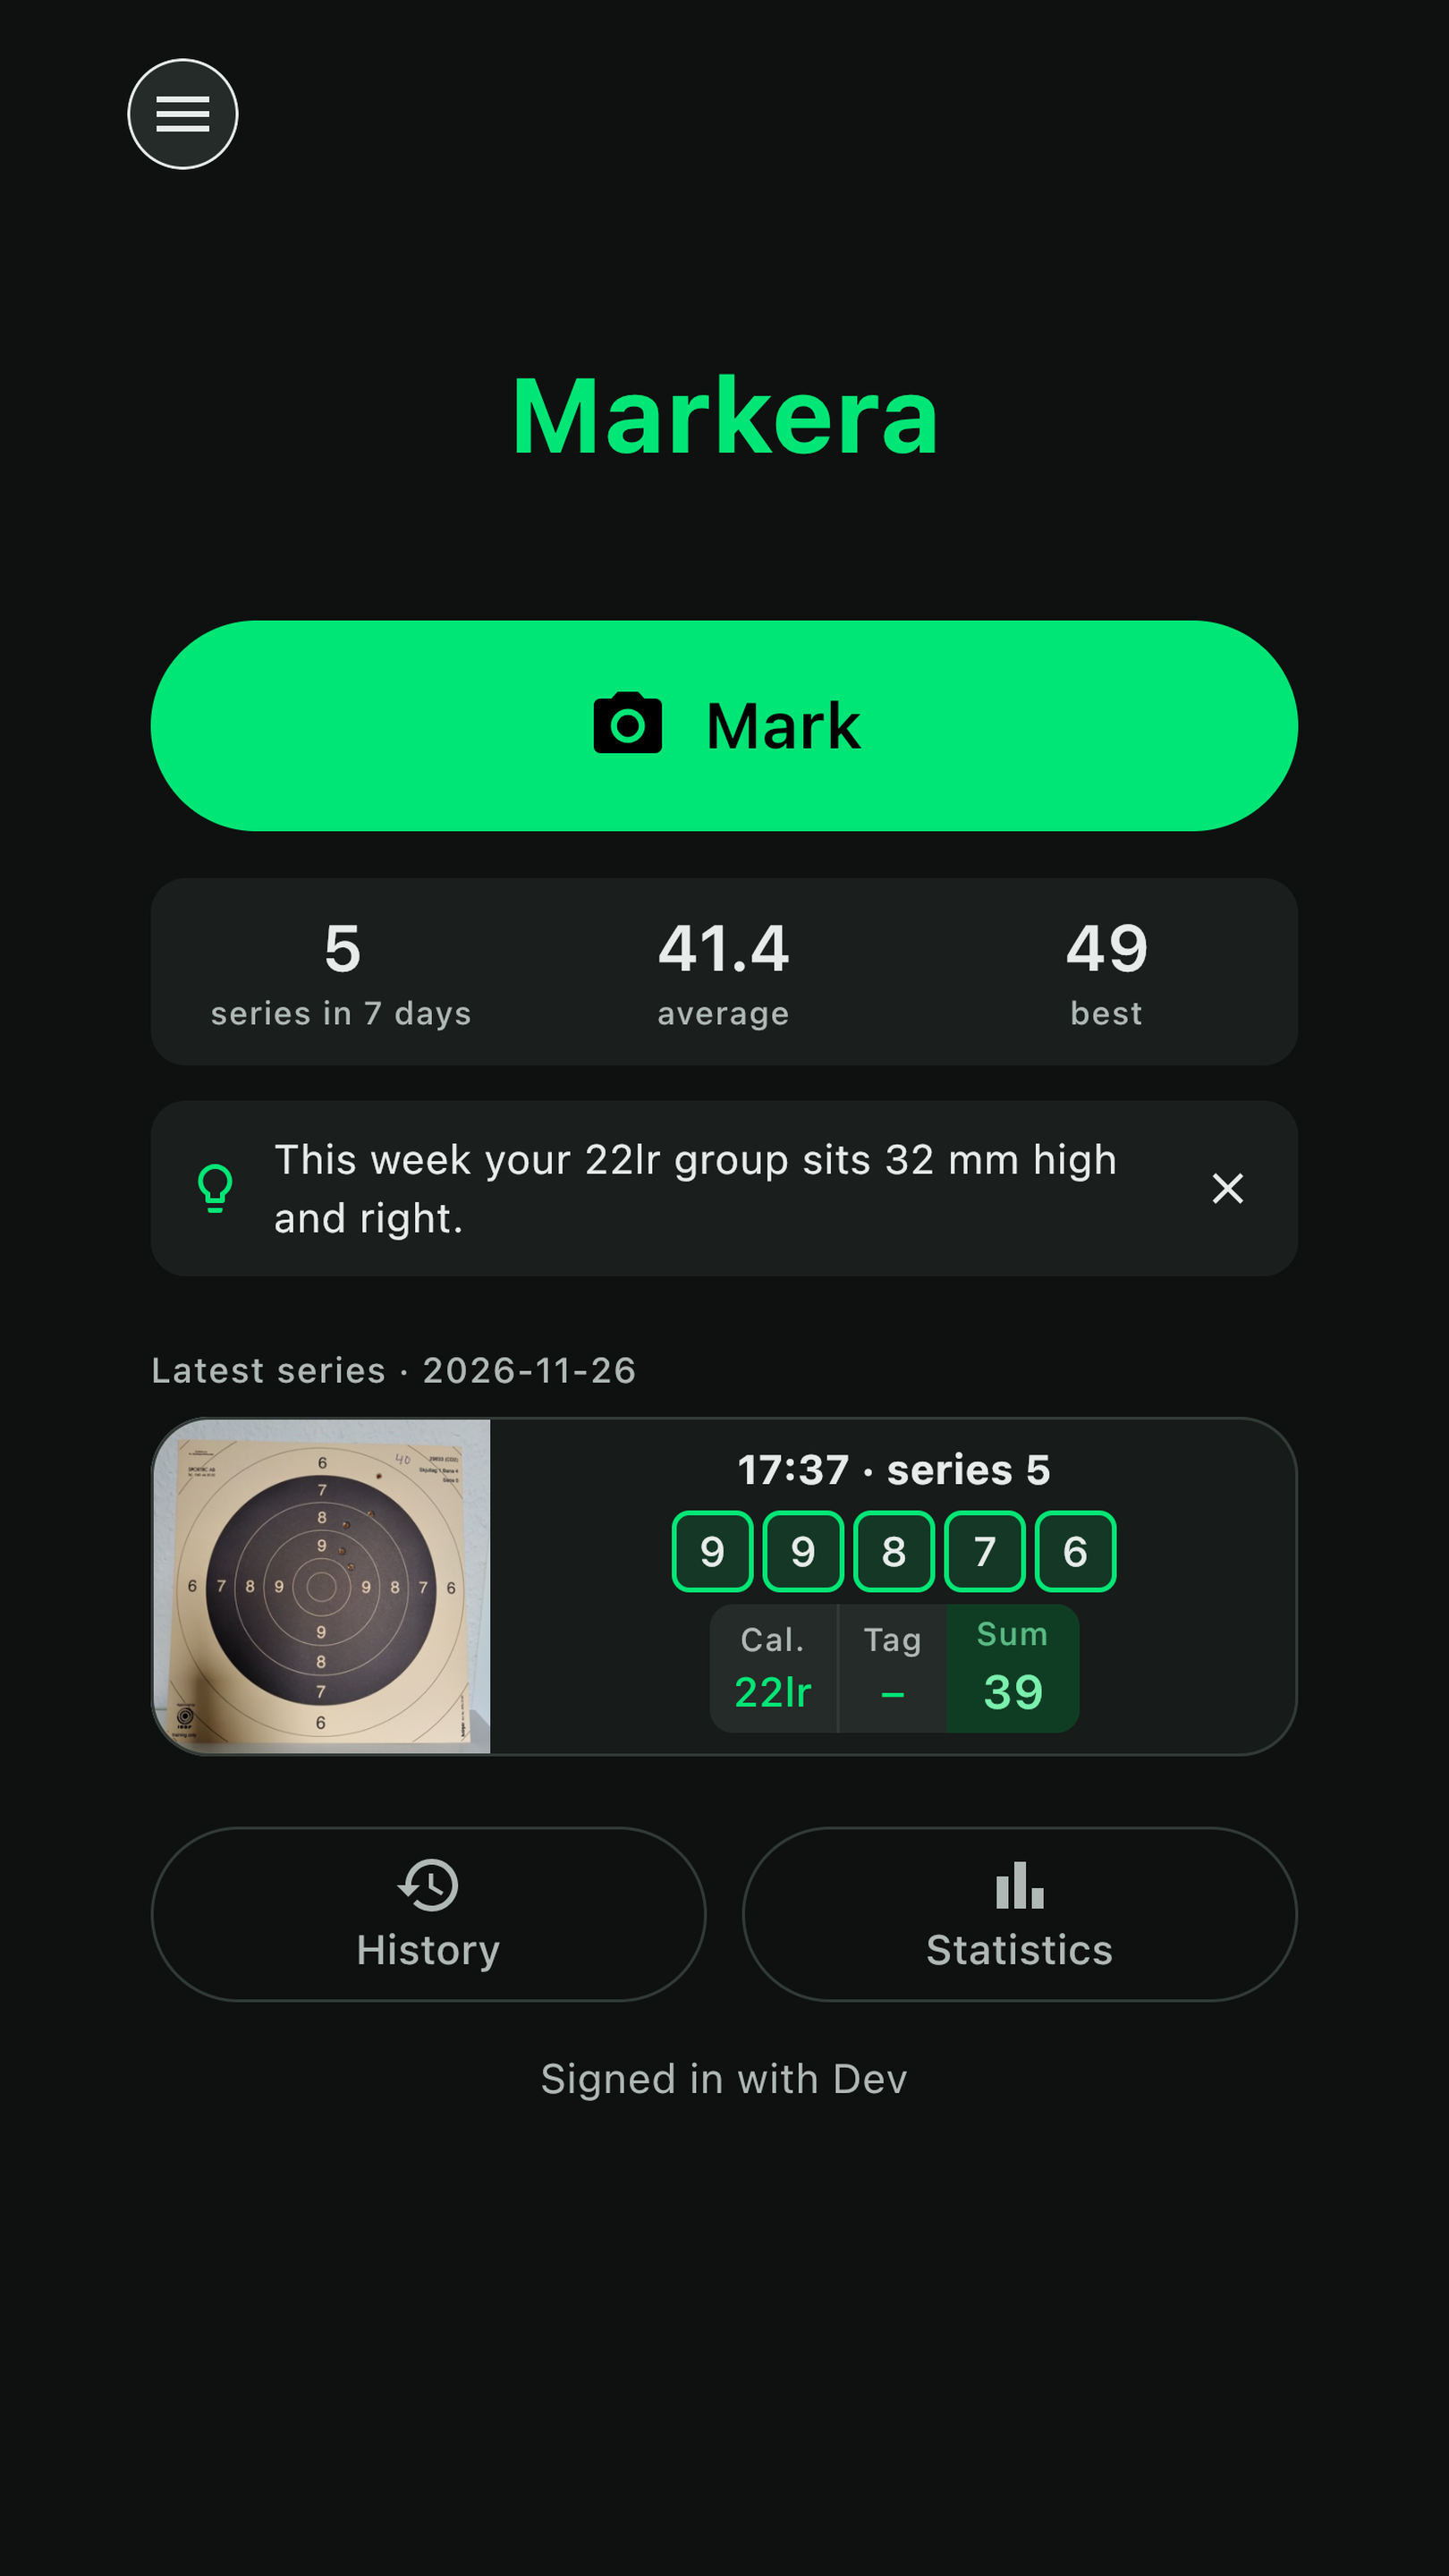 Markera
Mark
5
41.4
49
series in 7 days
average
best
This week your 22lr group sits 32 mm high
and right.
Latest series · 2026-11-26
17:37 · series 5
9 9 8 7 6
Cal.
Tag
Sum
22lr
–
39
40
6
7
8
9
6 7 8 9 9 8 7 6
9
8
7
6
History
Statistics
Signed in with Dev